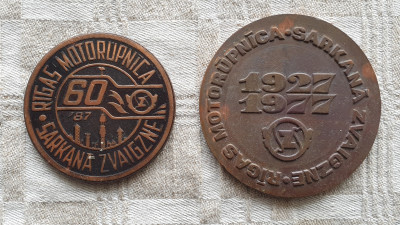 RĪGAS MOTORŪPNĪCA
60
'87
SARKANĀ ZVAIGZNE
RĪGAS MOTORŪPNĪCA • SARKANĀ ZVAIGZNE •
1927
1977